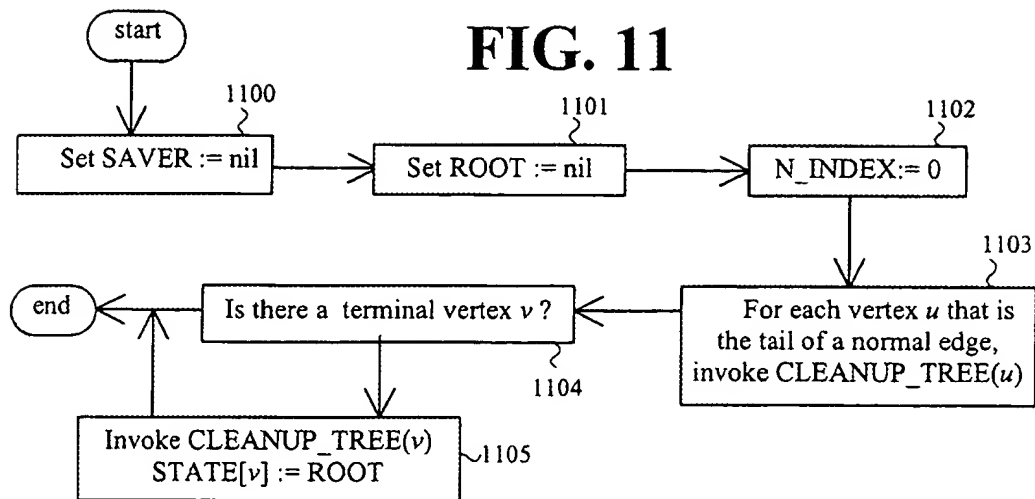 start
FIG. 11
1100
Set SAVER := nil
1101
Set ROOT := nil
1102
N_INDEX:= 0
1103
For each vertex u that is
the tail of a normal edge,
invoke CLEANUP_TREE(u)
Is there a terminal vertex v ?
1104
end
Invoke CLEANUP_TREE(v)
STATE[v] := ROOT
1105